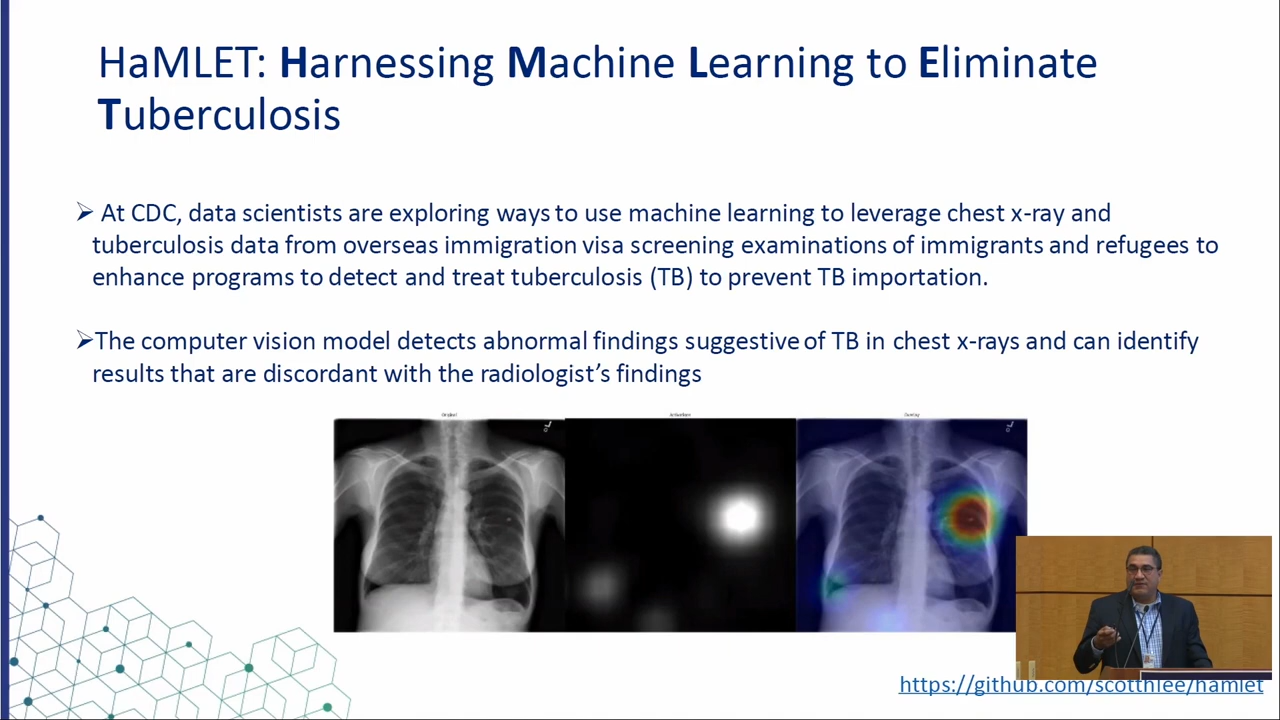 HaMLET: Harnessing Machine Learning to Eliminate
Tuberculosis
At CDC, data scientists are exploring ways to use machine learning to leverage chest x-ray and
tuberculosis data from overseas immigration visa screening examinations of immigrants and refugees to
enhance programs to detect and treat tuberculosis (TB) to prevent TB importation.
The computer vision model detects abnormal findings suggestive of TB in chest x-rays and can identify
results that are discordant with the radiologist’s findings
Original
L
L
https://github.com/scotthlee/hamlet